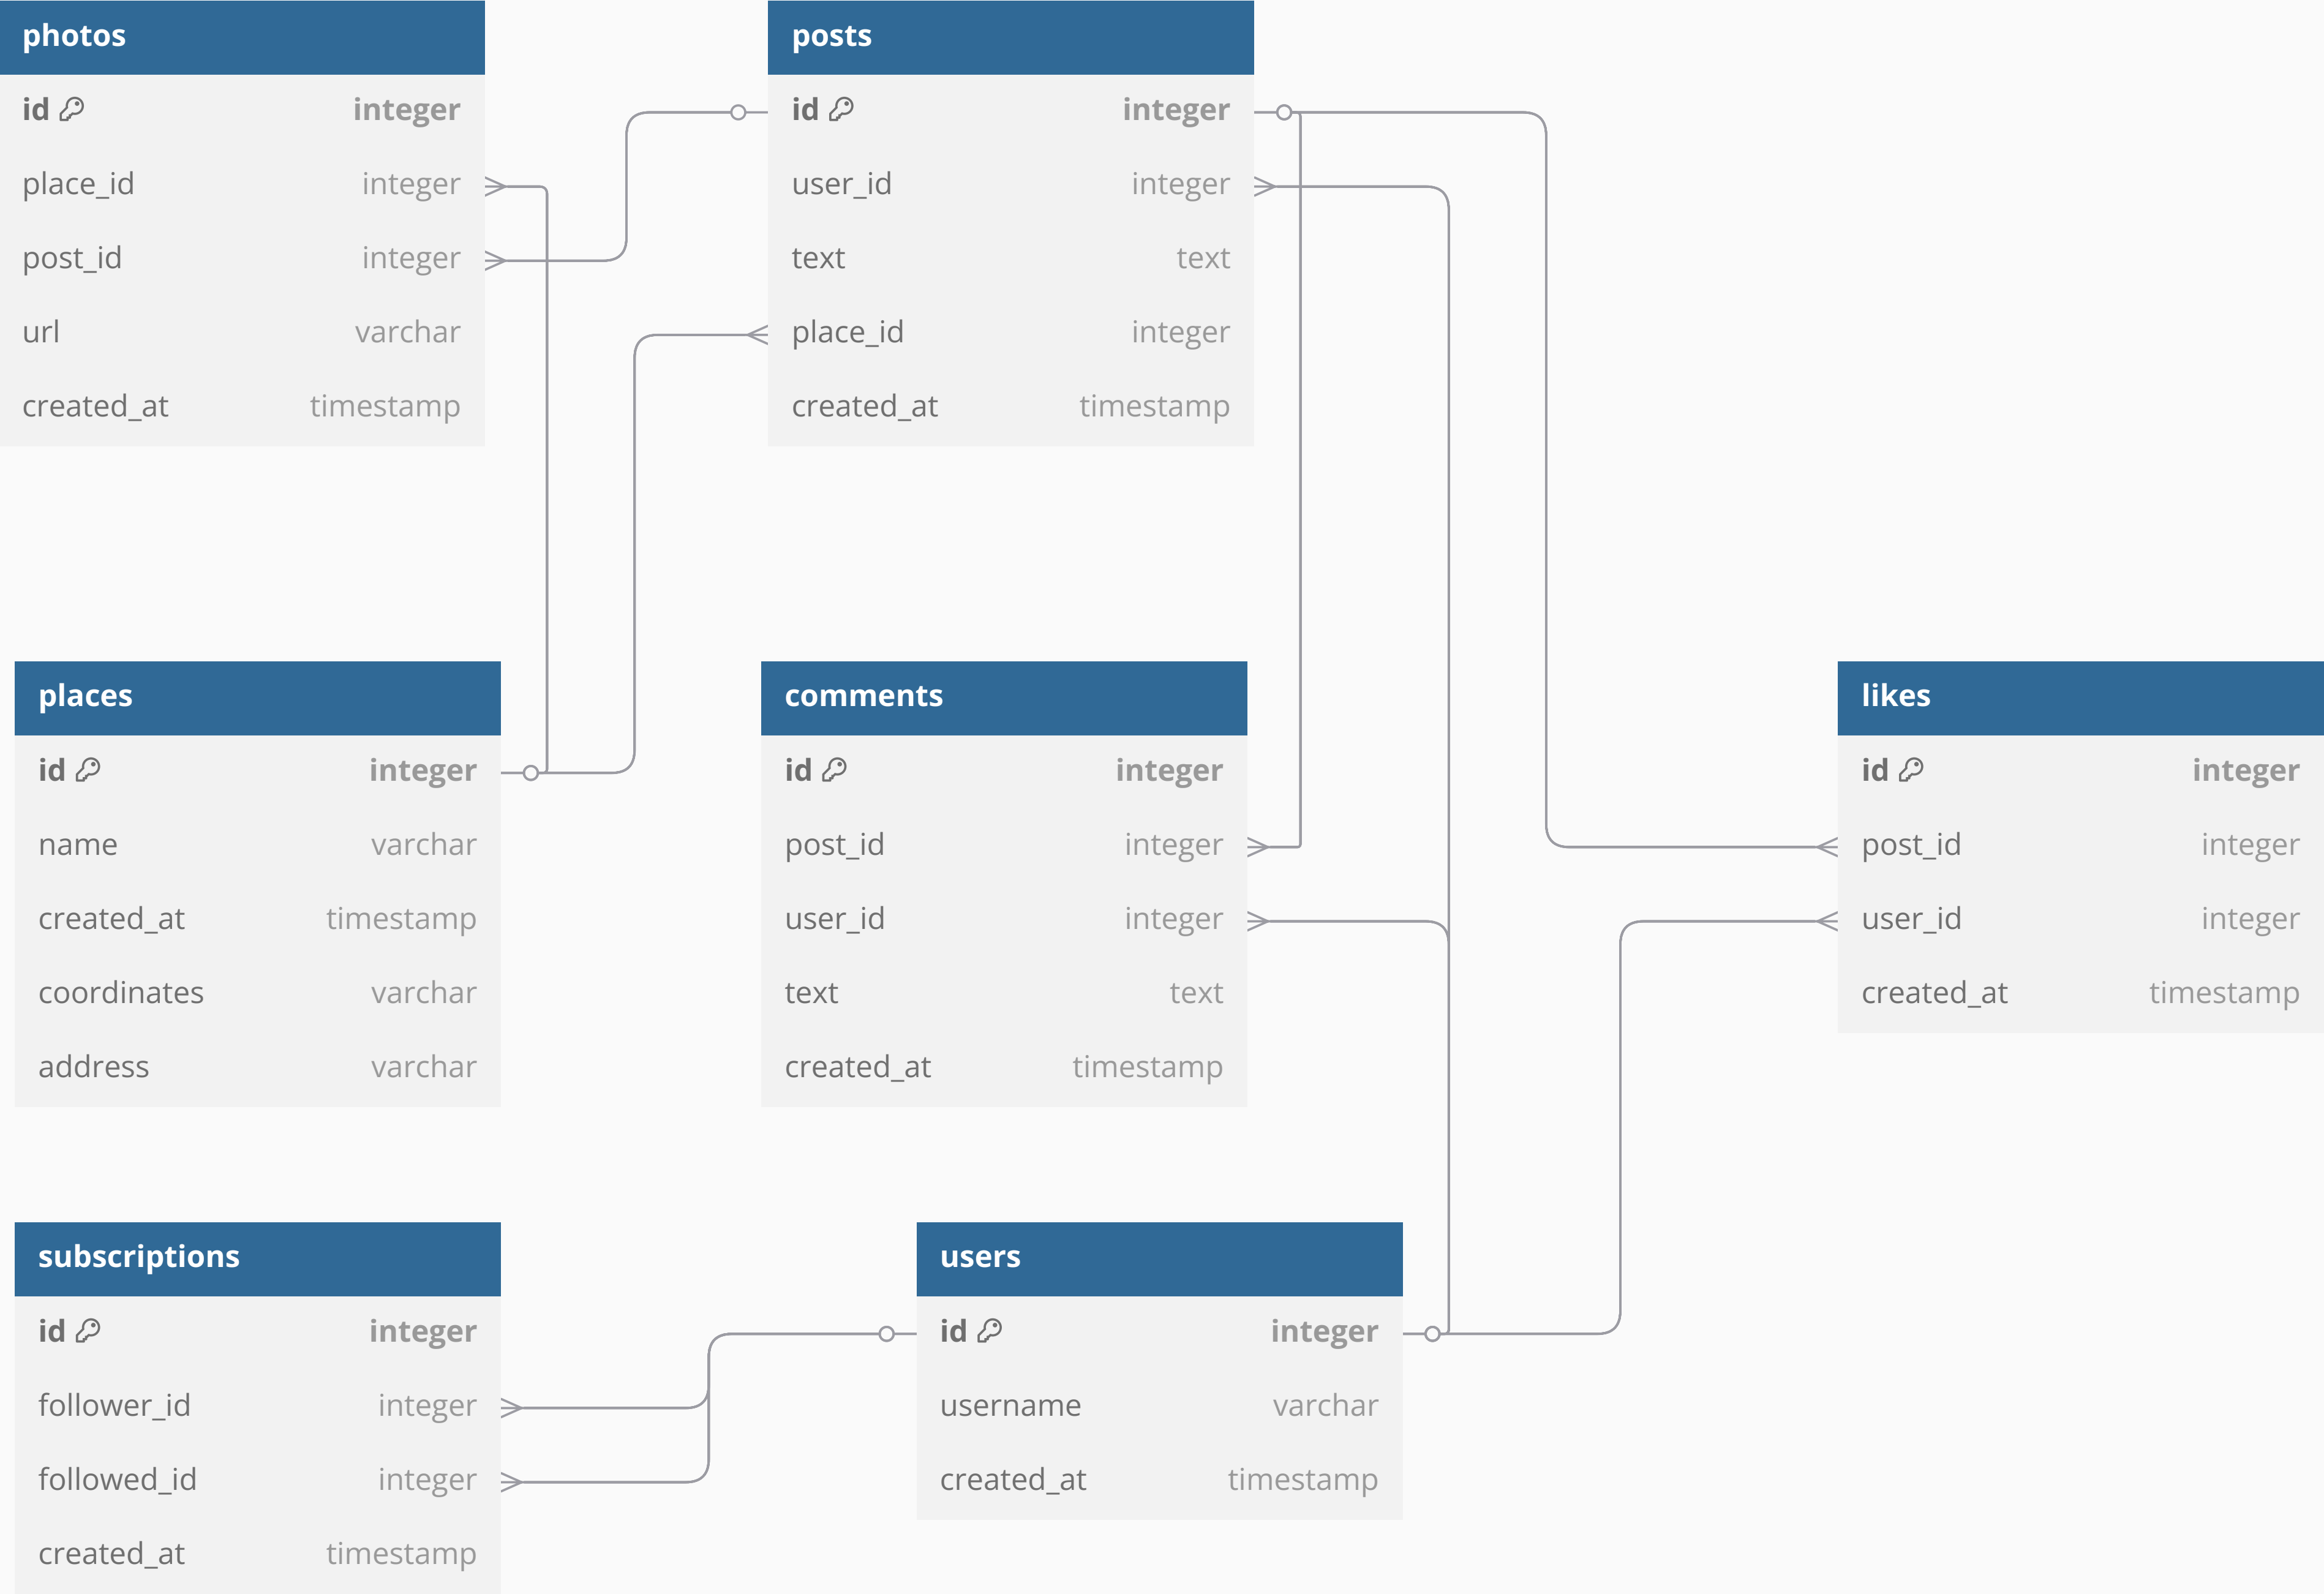 photos
id integer
place_id integer
post_id integer
url varchar
created_at timestamp
posts
id integer
user_id integer
text text
place_id integer
created_at timestamp
places
id integer
name varchar
created_at timestamp
coordinates varchar
address varchar
comments
id integer
post_id integer
user_id integer
text text
created_at timestamp
likes
id integer
post_id integer
user_id integer
created_at timestamp
subscriptions
id integer
follower_id integer
followed_id integer
created_at timestamp
users
id integer
username varchar
created_at timestamp